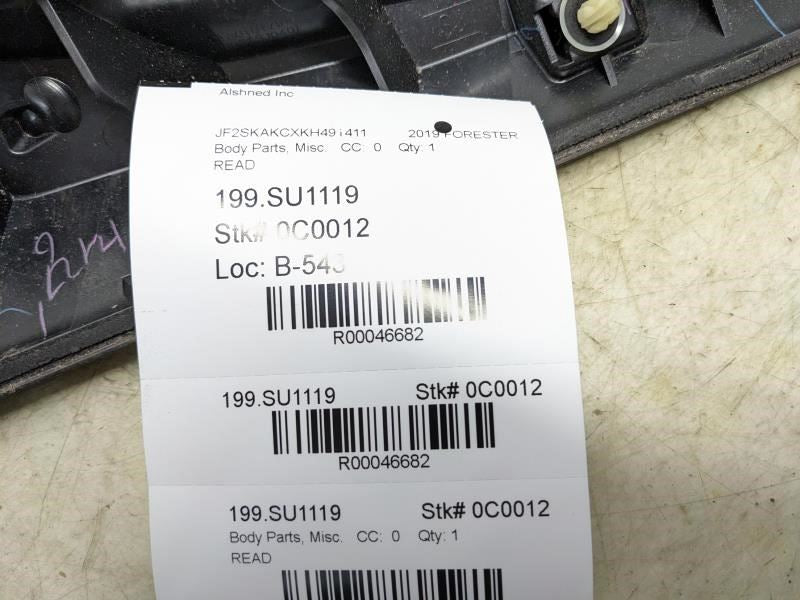 Alshned Inc
2019 FORESTER
Body Parts, Misc. CC: 0 Qty: 1
READ
199.SU1119
Stk# 0C0012
Loc: B-543
R00046682
199.SU1119 Stk# 0C0012
R00046682
199.SU1119 Stk# 0C0012
Body Parts, Misc. CC: 0 Qty: 1
READ